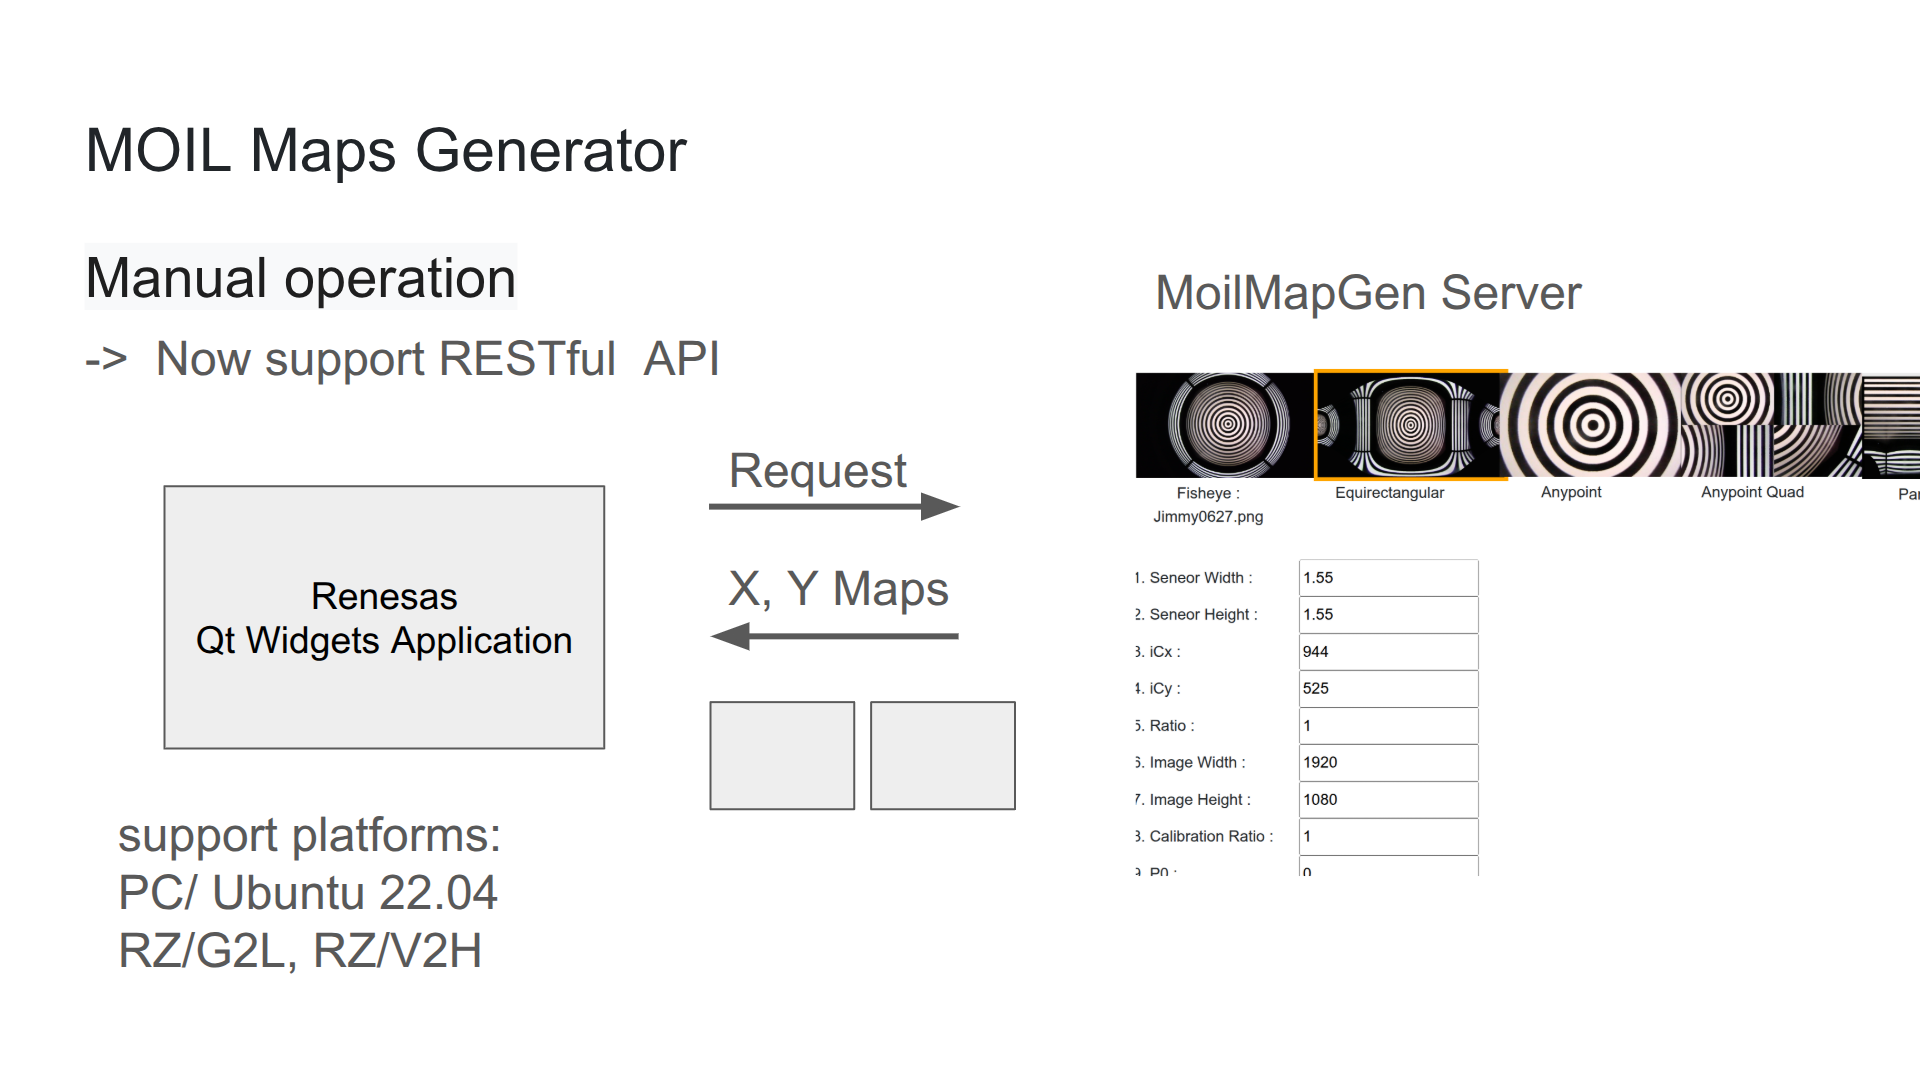 MOIL Maps Generator
Manual operation
-> Now support RESTful API
Renesas
Qt Widgets Application
support platforms:
PC/ Ubuntu 22.04
RZ/G2L, RZ/V2H
Request
X, Y Maps
MoilMapGen Server
Fisheye :
Jimmy0627.png
Equirectangular
Anypoint
Anypoint Quad
1. Seneor Width : 1.55
2. Seneor Height : 1.55
3. iCx : 944
4. iCy : 525
5. Ratio : 1
6. Image Width : 1920
7. Image Height : 1080
8. Calibration Ratio : 1
9. P0 : 0